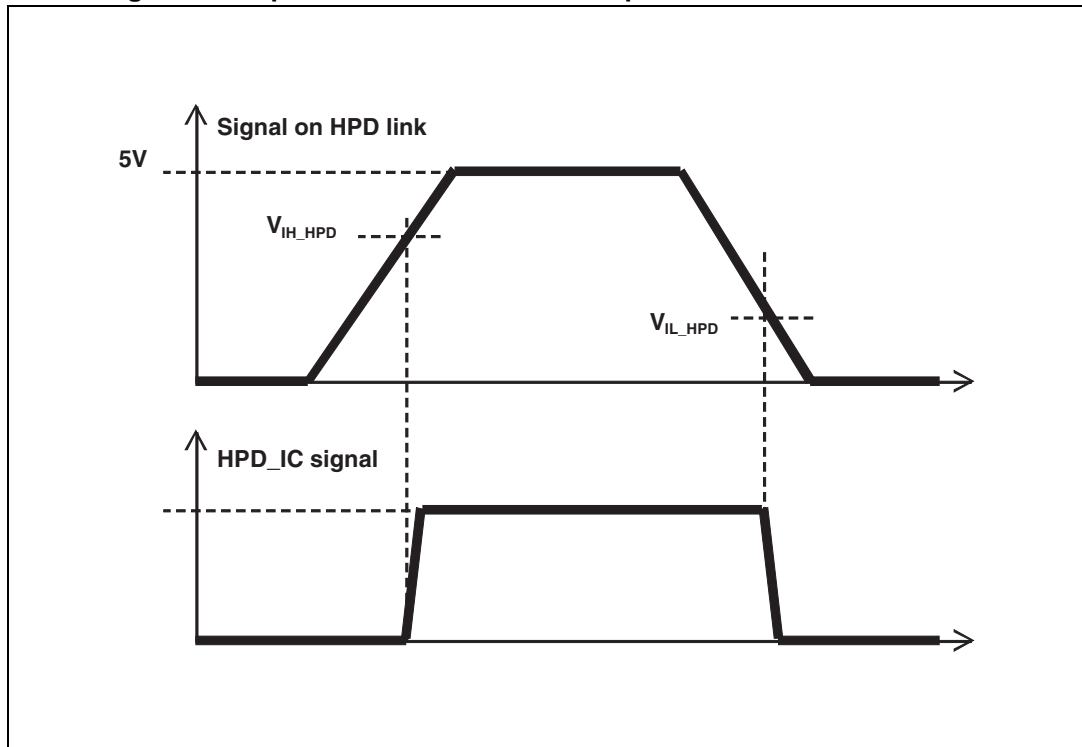 Signal on HPD link
5V
VIH_HPD
VIL_HPD
HPD_IC signal